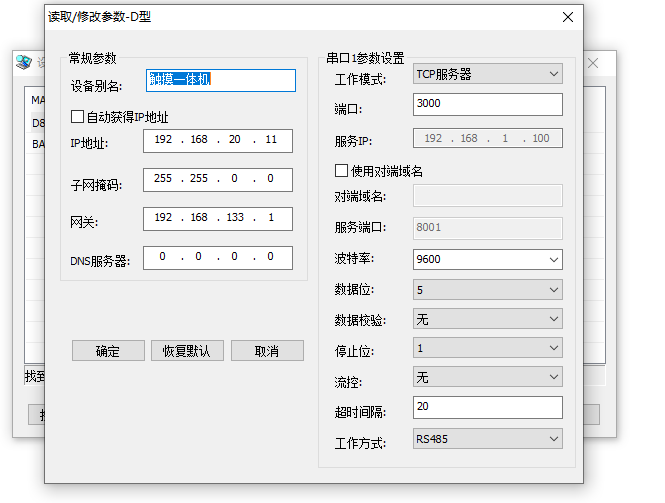 读取/修改参数-D型
设
MA
D8
BA
找到
常规参数
设备别名: 触摸一体机
自动获得IP地址
IP地址: 192 . 168 . 20 . 11
子网掩码: 255 . 255 . 0 . 0
网关: 192 . 168 . 133 . 1
DNS服务器: 0 . 0 . 0 . 0
确定 恢复默认 取消
串口1参数设置
工作模式: TCP服务器
端口: 3000
服务IP: 192 . 168 . 1 . 100
使用对端域名
对端域名:
服务端口: 8001
波特率: 9600
数据位: 5
数据校验: 无
停止位: 1
流控: 无
超时间隔: 20
工作方式: RS485